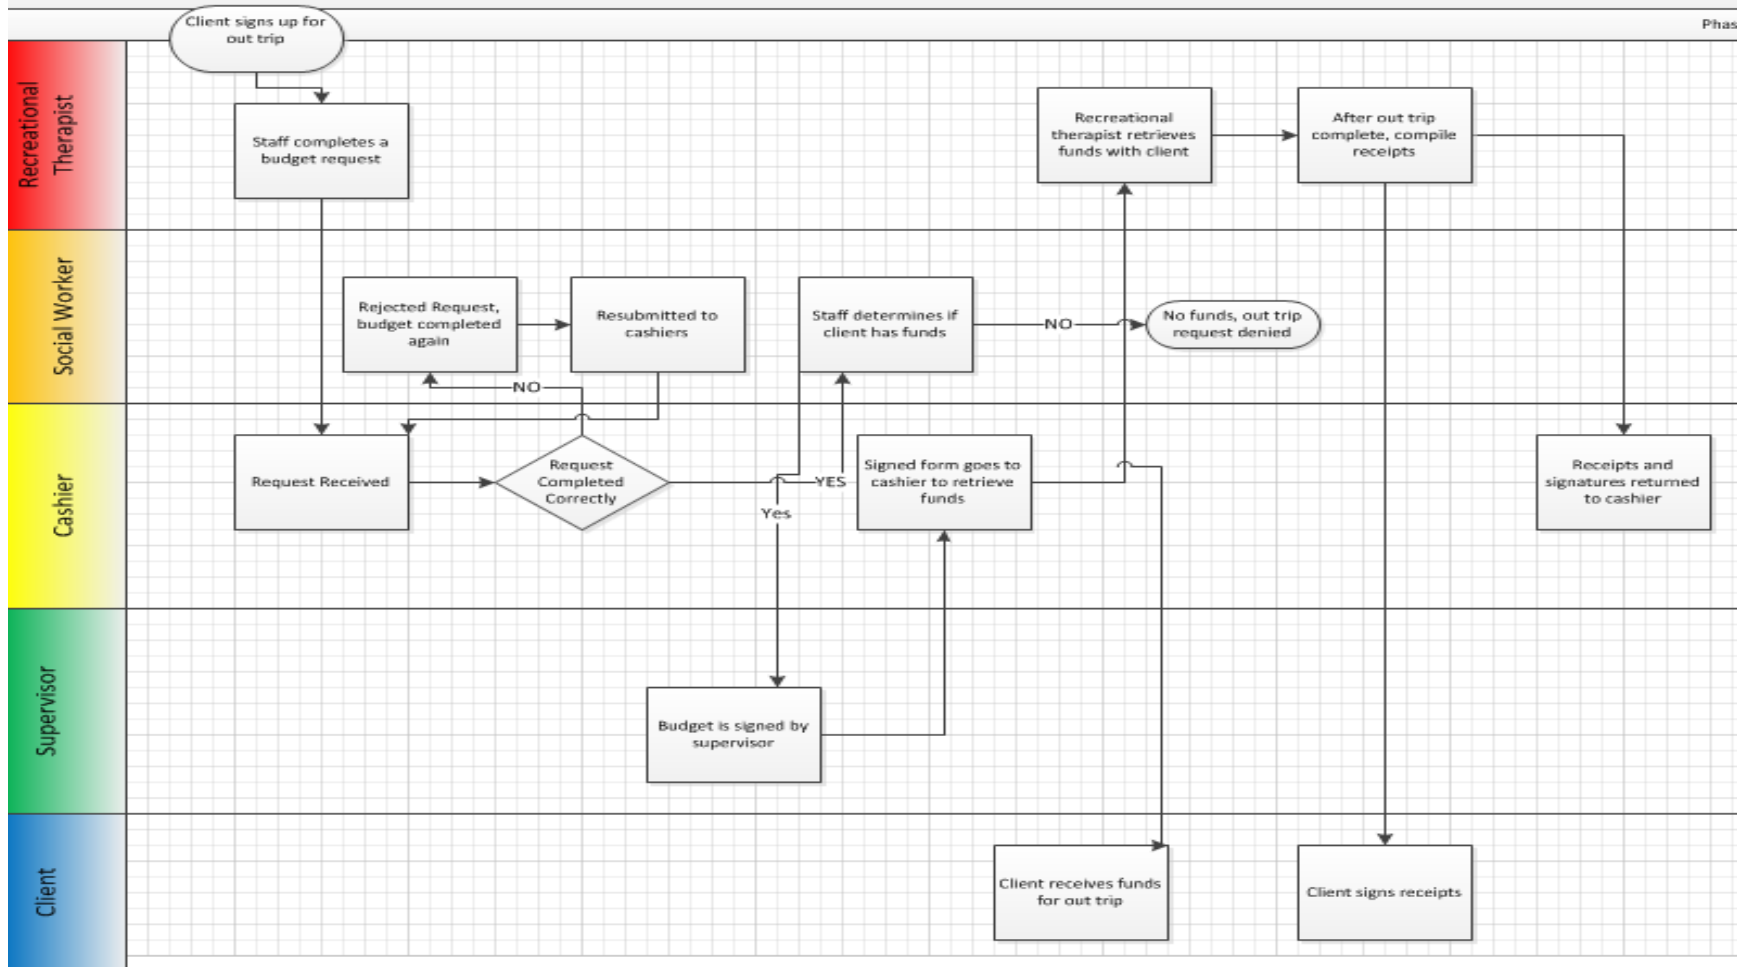 Client signs up for
out trip
Phas
Recreational
Therapist
Staff completes a
budget request
Recreational
therapist retrieves
funds with client
After out trip
complete, compile
receipts
Social Worker
Rejected Request,
budget completed
again
Resubmitted to
cashiers
Staff determines if
client has funds
NO
No funds, out trip
request denied
NO
Cashier
Request Received
Request
Completed
Correctly
YES
Yes
Signed form goes to
cashier to retrieve
funds
Receipts and
signatures returned
to cashier
Supervisor
Budget is signed by
supervisor
Client
Client receives funds
for out trip
Client signs receipts